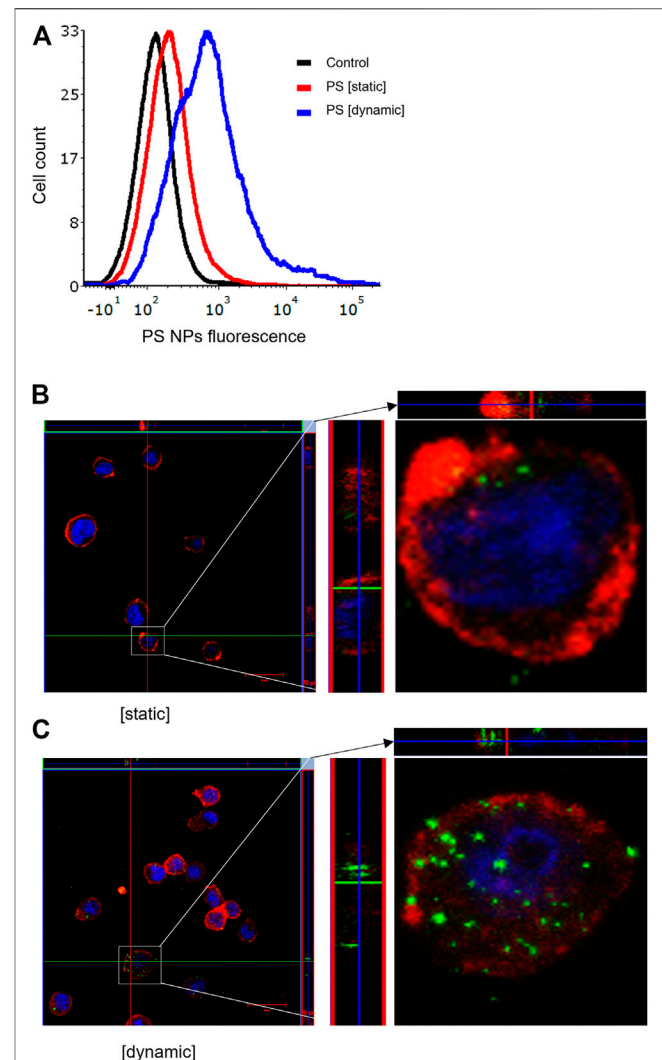 A
33
25
17
8
0
Cell count
Control
PS [static]
PS [dynamic]
-10¹ 10² 10³ 10⁴ 10⁵
PS NPs fluorescence
B
[static]
C
[dynamic]